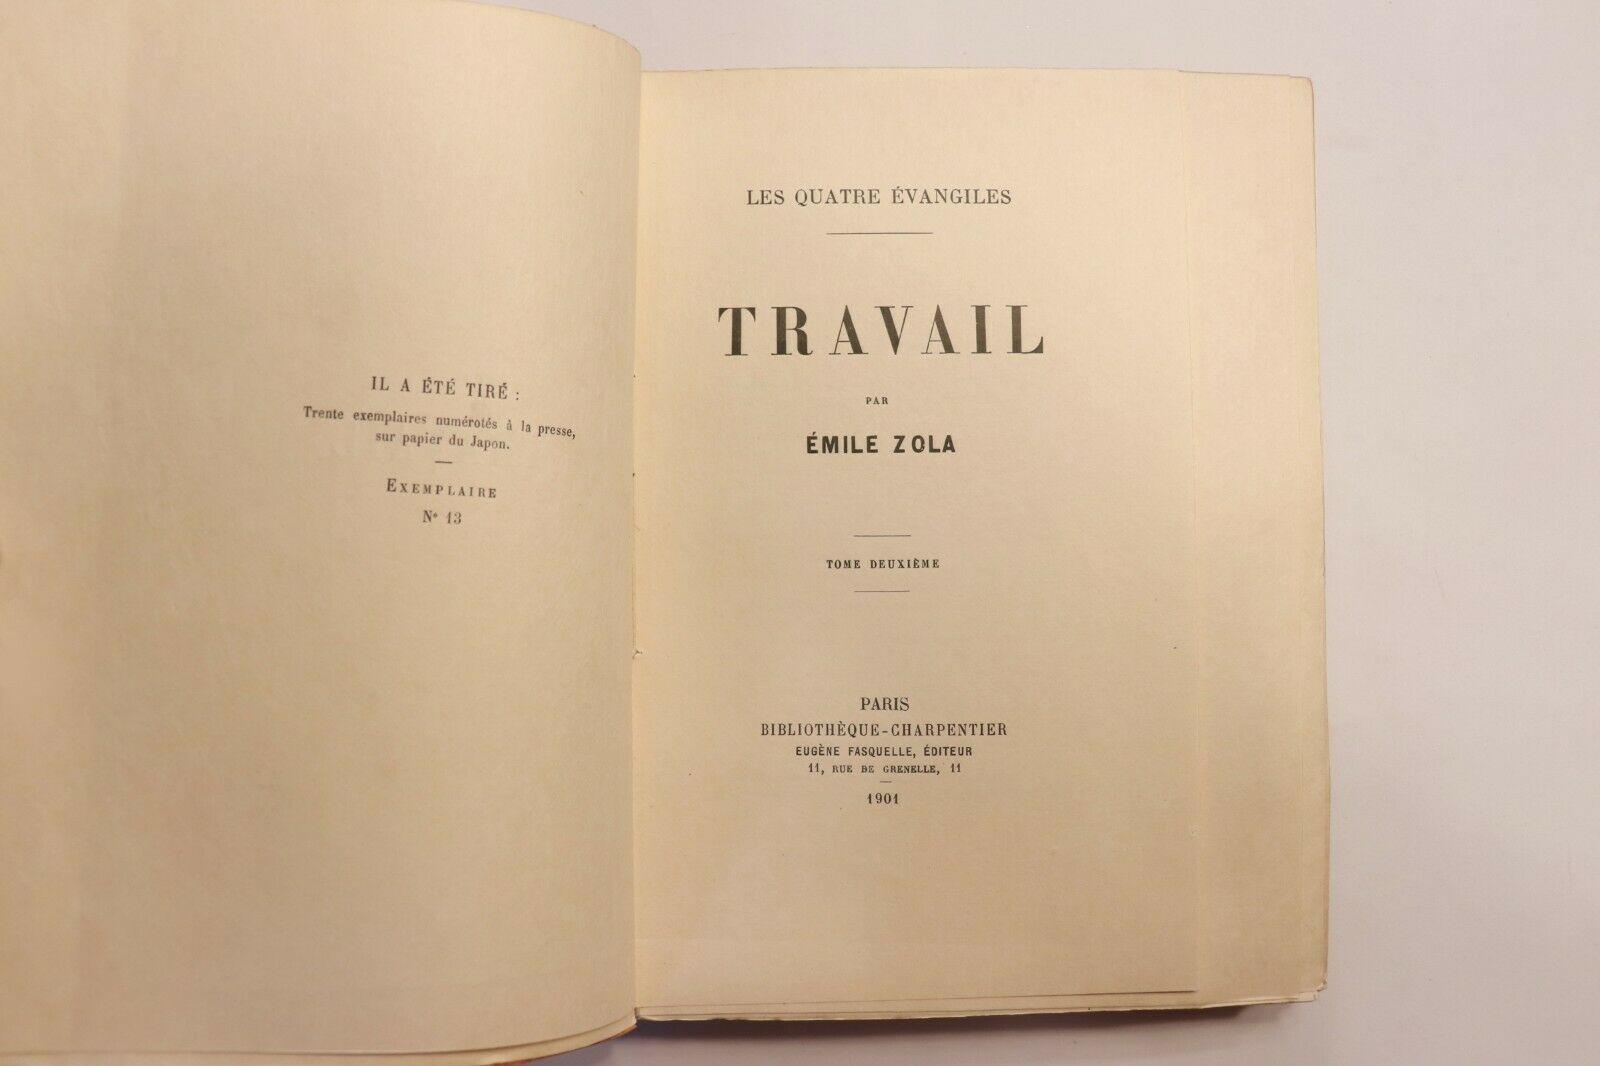 IL A ÉTÉ TIRÉ :
Trente exemplaires numérotés à la presse,
sur papier du Japon.
EXEMPLAIRE
N° 13
LES QUATRE ÉVANGILES
TRAVAIL
PAR
ÉMILE ZOLA
TOME DEUXIÈME
PARIS
BIBLIOTHÈQUE-CHARPENTIER
EUGÈNE FASQUELLE, ÉDITEUR
11, RUE DE GRENELLE, 11
1901